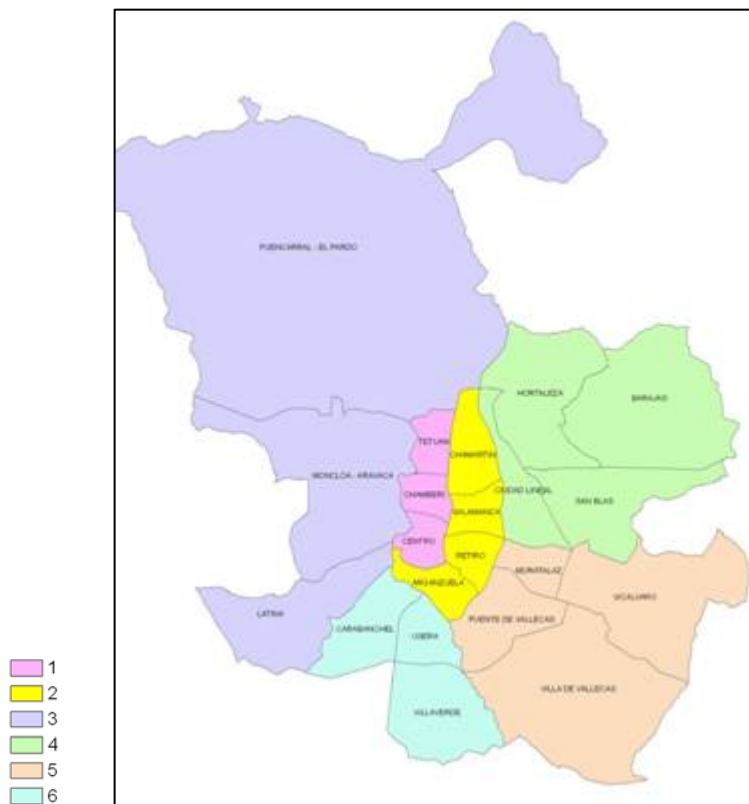 FUENCARRAL - EL PARDO
HORTALEZA
BARAJAS
TETUAN
CHAMARTIN
MONCLOA - ARAVACA
CHAMBERI
CIUDAD LINEAL
SAN BLAS
SALAMANCA
CENTRO
RETIRO
MORATALAZ
ARGANZUELA
VICALVARO
LATINA
PUENTE DE VALLECAS
CARABANCHEL
USERA
VILLA DE VALLECAS
VILLAVERDE
1
2
3
4
5
6